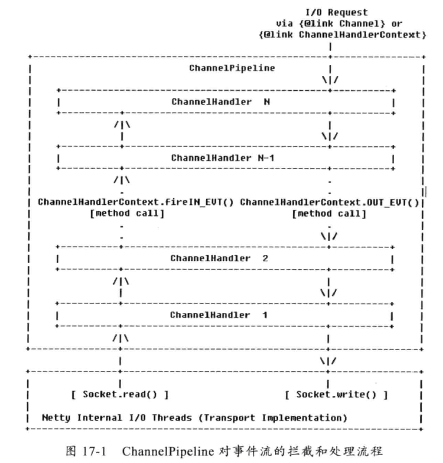 I/O Request
via {@link Channel} or
{@link ChannelHandlerContext}
ChannelPipeline
ChannelHandler N
ChannelHandler N-1
ChannelHandlerContext.fireIN_EVT() ChannelHandlerContext.OUT_EVT()
[method call] [method call]
ChannelHandler 2
ChannelHandler 1
[ Socket.read() ] [ Socket.write() ]
Netty Internal I/O Threads (Transport Implementation)
图 17-1 ChannelPipeline 对事件流的拦截和处理流程